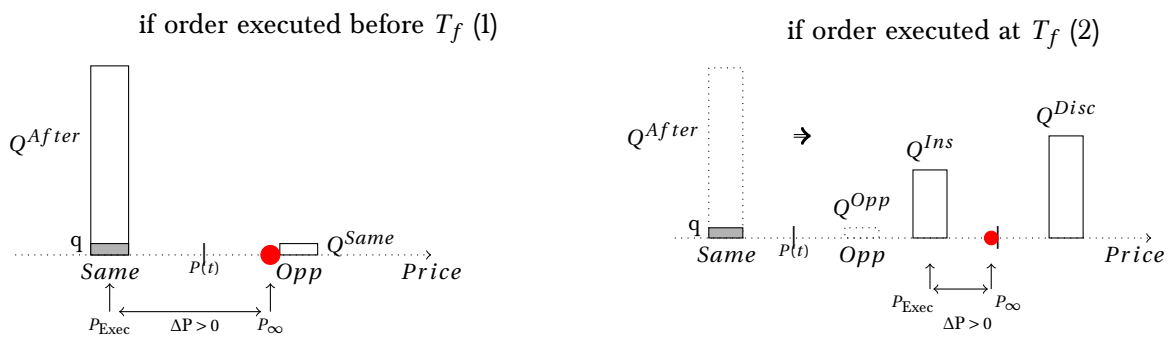 if order executed before T_f (1)
Q^After
q
Q^Same
Same
P(t)
Opp
Price
P_Exec
ΔP > 0
P_∞
if order executed at T_f (2)
Q^After
⇒
Q^Disc
Q^Ins
Q^Opp
q
Same
P(t)
Opp
Price
P_Exec
P_∞
ΔP > 0